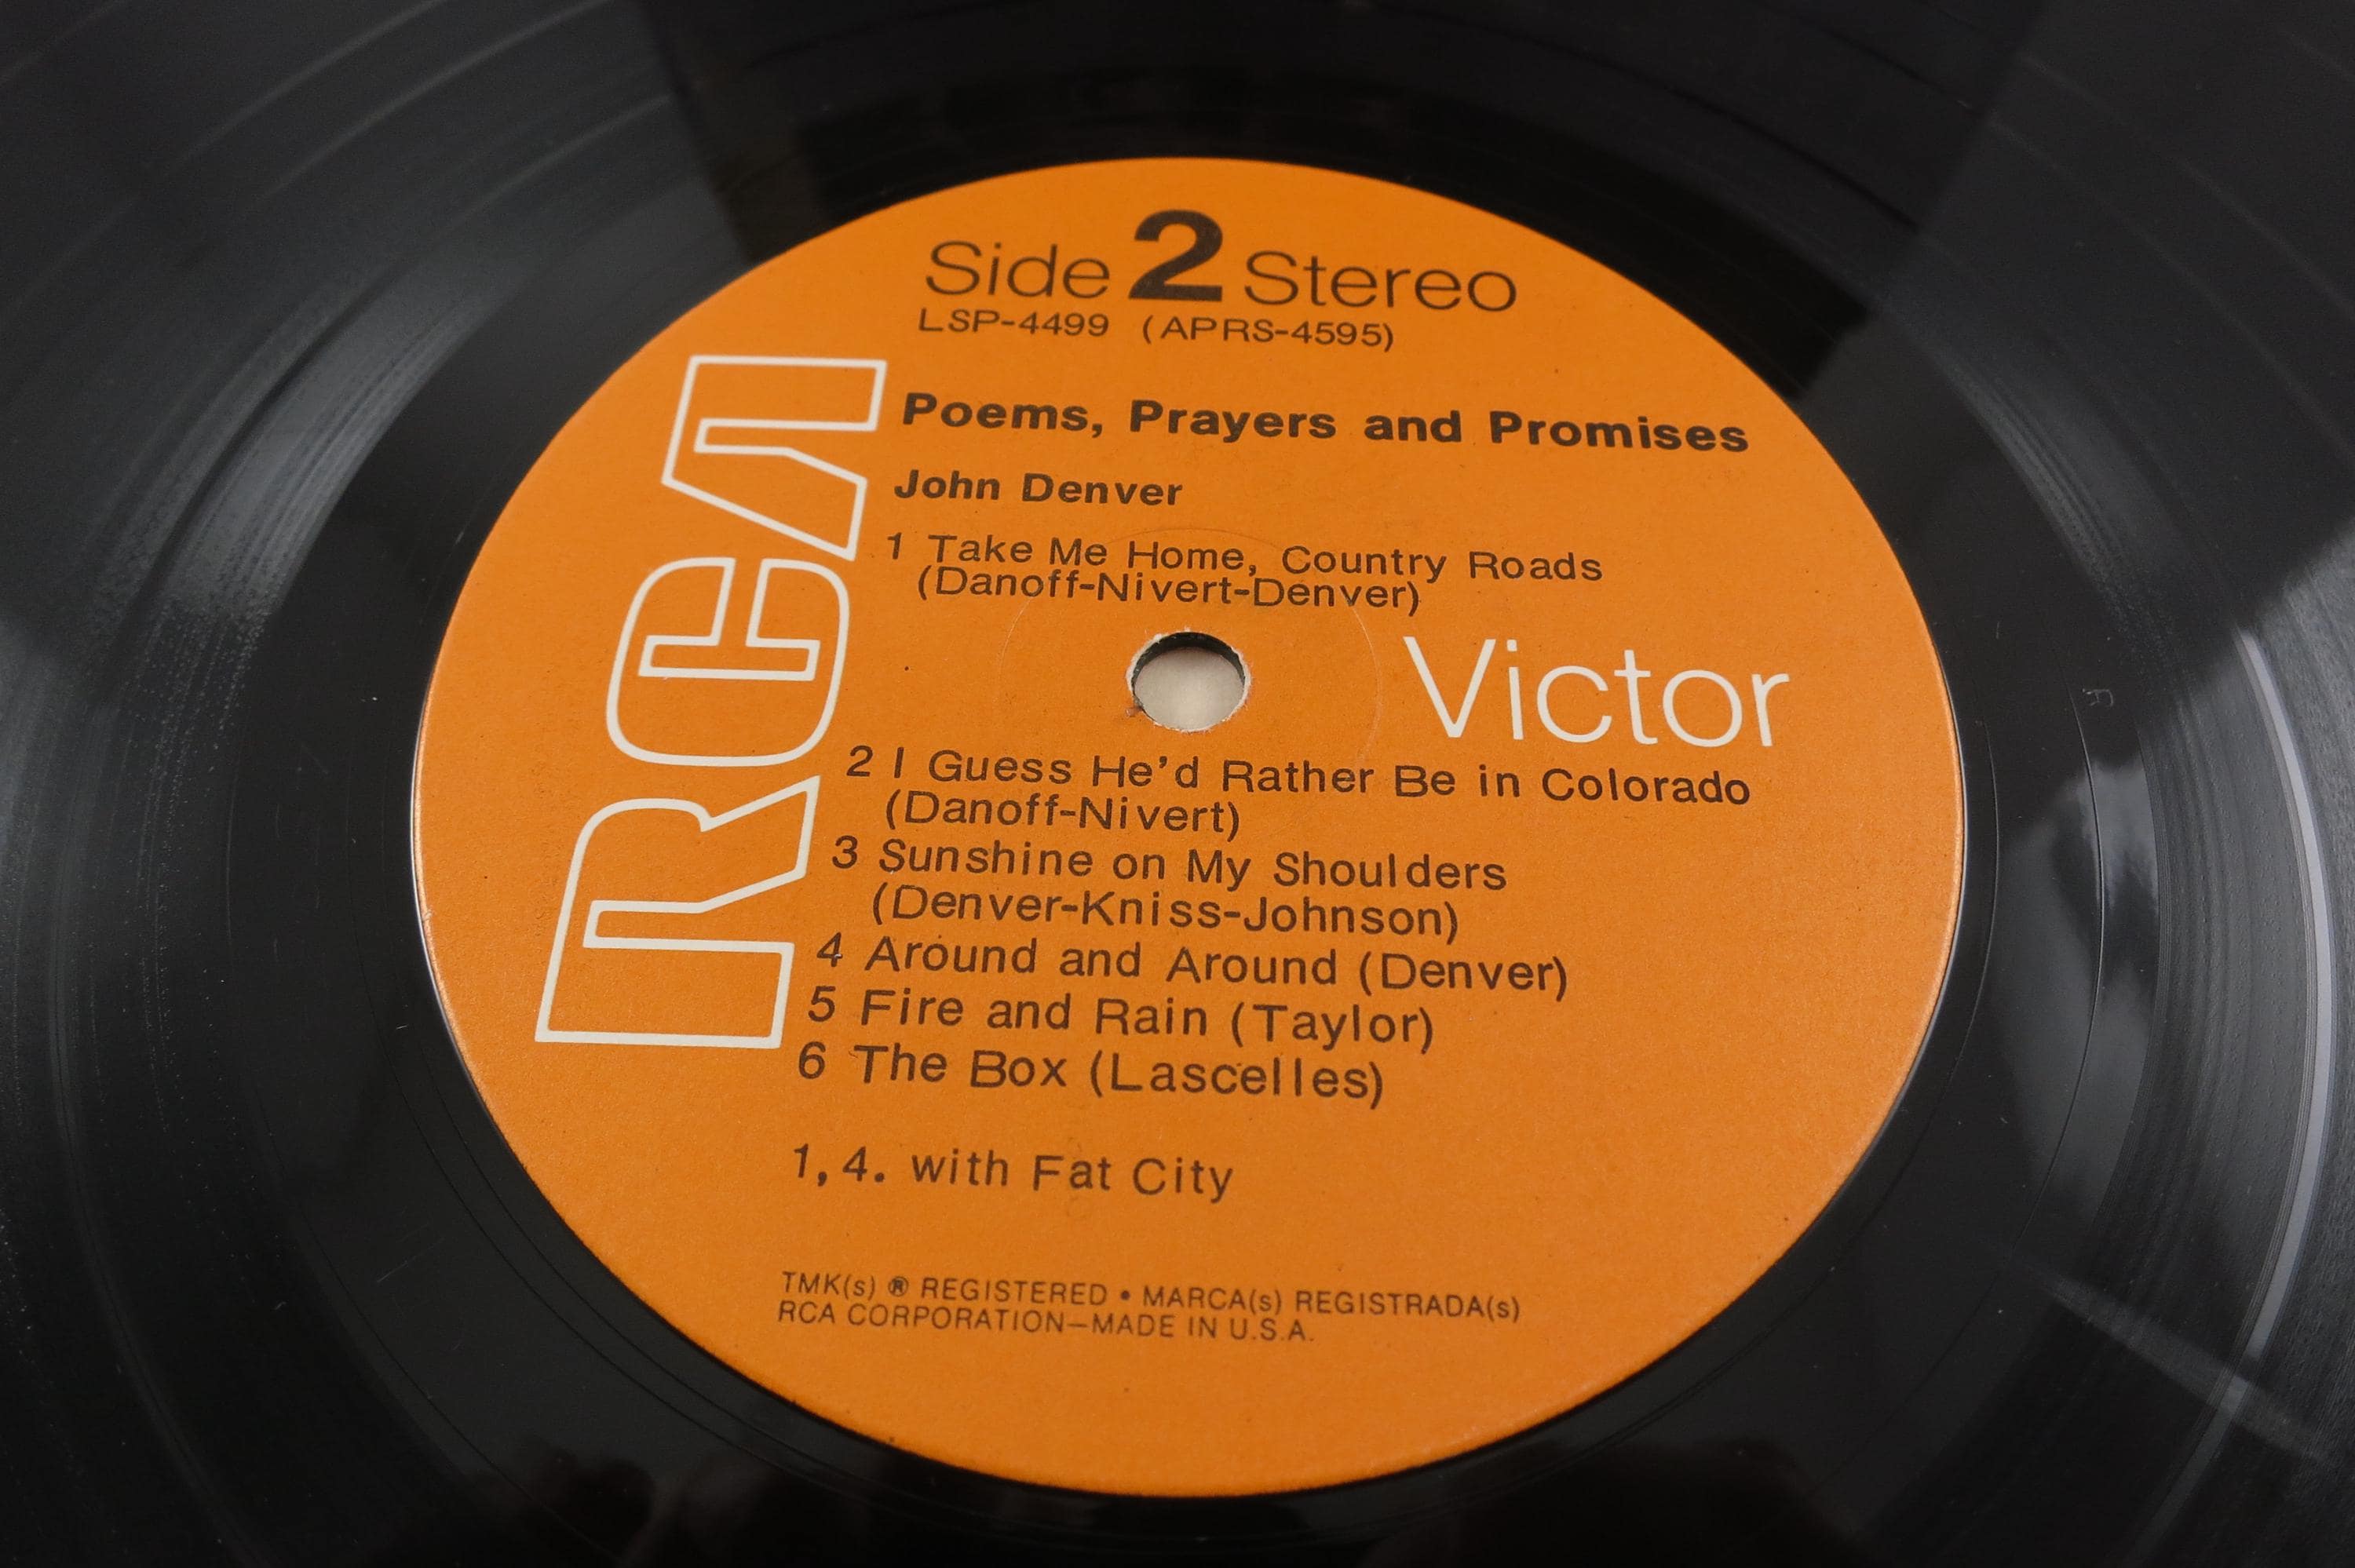 Side 2 Stereo
LSP-4499 (APRS-4595)
RCA
Poems, Prayers and Promises
John Denver
1 Take Me Home, Country Roads
(Danoff-Nivert-Denver)
Victor
2 I Guess He'd Rather Be in Colorado
(Danoff-Nivert)
3 Sunshine on My Shoulders
(Denver-Kniss-Johnson)
4 Around and Around (Denver)
5 Fire and Rain (Taylor)
6 The Box (Lascelles)
1, 4. with Fat City
TMK(s) ® REGISTERED • MARCA(s) REGISTRADA(s)
RCA CORPORATION—MADE IN U.S.A.